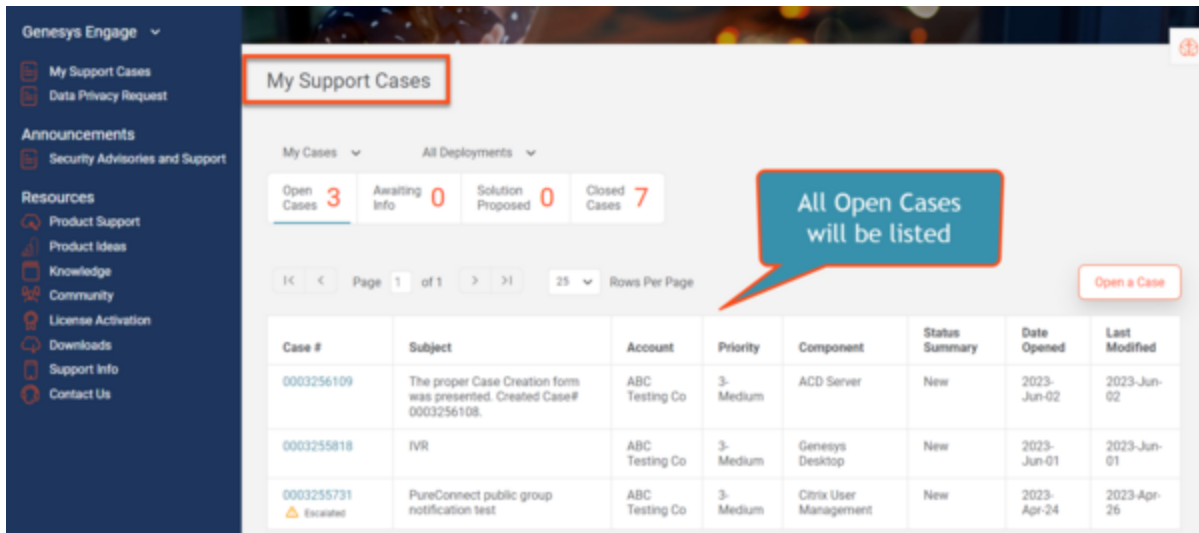 Genesys Engage
My Support Cases
Data Privacy Request
Announcements
Security Advisories and Support
Resources
Product Support
Product Ideas
Knowledge
Community
License Activation
Downloads
Support Info
Contact Us
My Support Cases
My Cases
All Deployments
Open Cases 3
Awaiting Info 0
Solution Proposed 0
Closed Cases 7
All Open Cases
will be listed
Page 1 of 1
25 Rows Per Page
Open a Case
Case # Subject Account Priority Component Status Summary Date Opened Last Modified
0003256109 The proper Case Creation form ABC 3- ACD Server New 2023- 2023-Jun-
was presented. Created Case# Testing Co Medium Jun-02 02
0003256108.
0003255818 IVR ABC 3- Genesys New 2023- 2023-Jun-
Testing Co Medium Desktop Jun-01 01
0003255731 PureConnect public group ABC 3- Citrix User New 2023- 2023-Apr-
Escalated notification test Testing Co Medium Management Apr-24 26